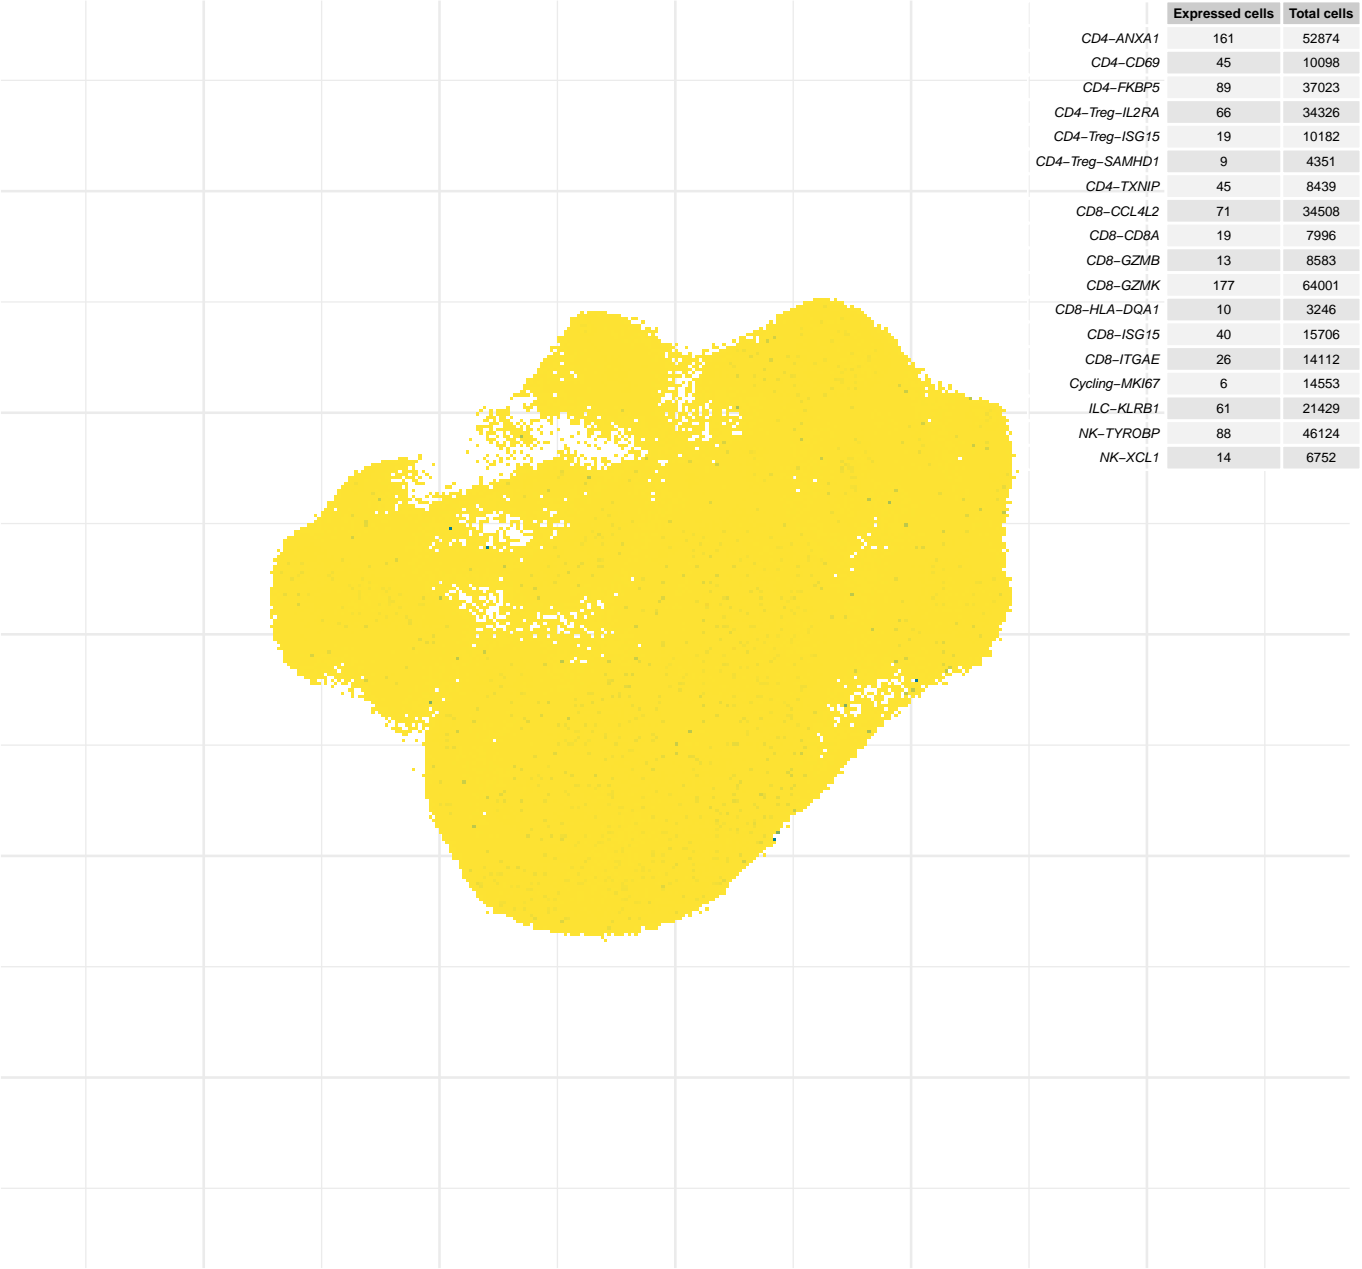 Expressed cells Total cells
CD4−ANXA1 161 52874
CD4−CD69 45 10098
CD4−FKBP5 89 37023
CD4−Treg−IL2RA 66 34326
CD4−Treg−ISG15 19 10182
CD4−Treg−SAMHD1 9 4351
CD4−TXNIP 45 8439
CD8−CCL4L2 71 34508
CD8−CD8A 19 7996
CD8−GZMB 13 8583
CD8−GZMK 177 64001
CD8−HLA−DQA1 10 3246
CD8−ISG15 40 15706
CD8−ITGAE 26 14112
Cycling−MKI67 6 14553
ILC−KLRB1 61 21429
NK−TYROBP 88 46124
NK−XCL1 14 6752